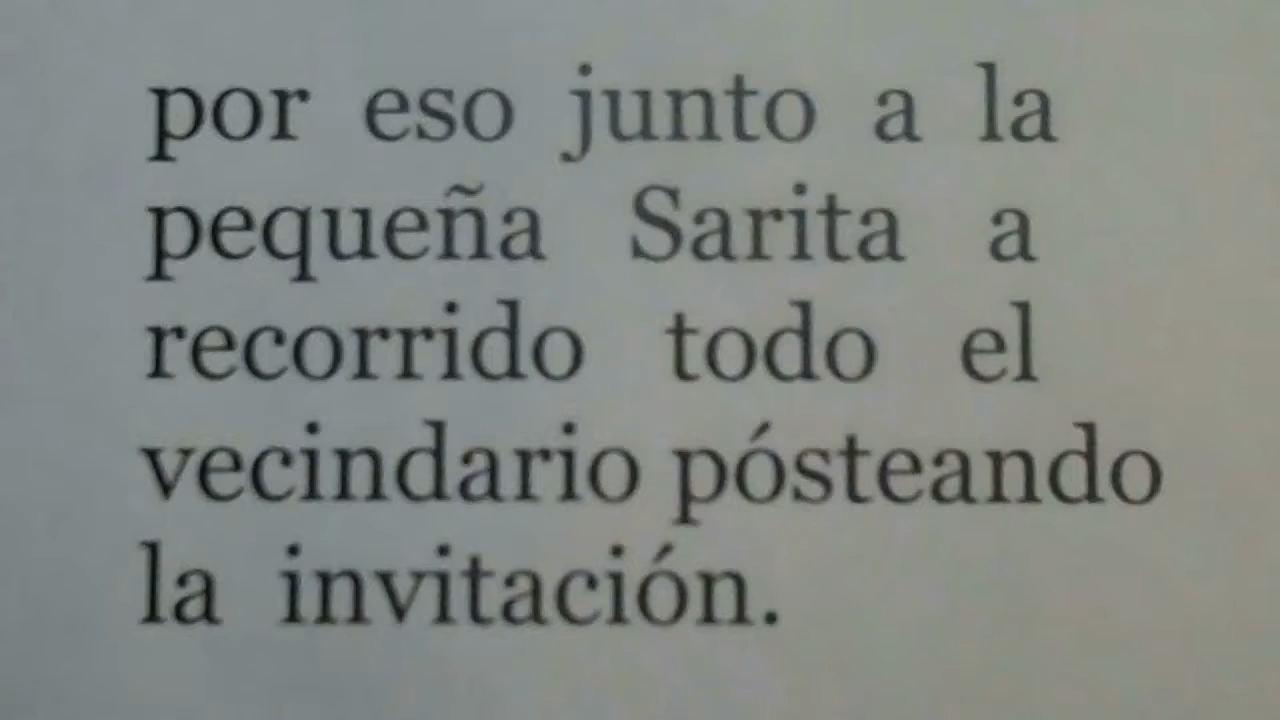 por eso junto a la
pequeña Sarita a
recorrido todo el
vecindario pósteando
la invitación.